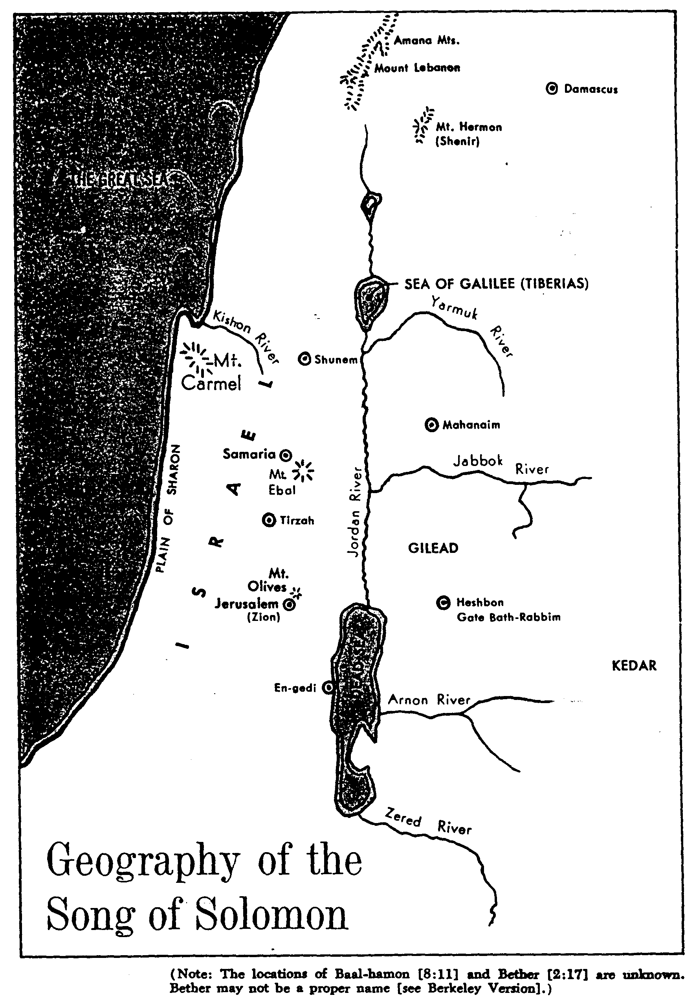 Amana Mts.
Mount Lebanon
Damascus
Mt. Hermon
(Shenir)
THE GREAT SEA
SEA OF GALILEE (TIBERIAS)
Yarmuk River
Kishon River
Mt.
Carmel
Shunem
Mahanaim
ISRAEL
Samaria
Mt.
Ebal
Jabbok River
PLAIN OF SHARON
Jordan River
Tirzah
GILEAD
Mt.
Olives
Jerusalem
(Zion)
Heshbon
Gate Bath-Rabbim
DEAD SEA
KEDAR
En-gedi
Arnon River
Zered River
Geography of the
Song of Solomon
(Note: The locations of Baal-hamon [8:11] and Bether [2:17] are unknown.
Bether may not be a proper name [see Berkeley Version].)